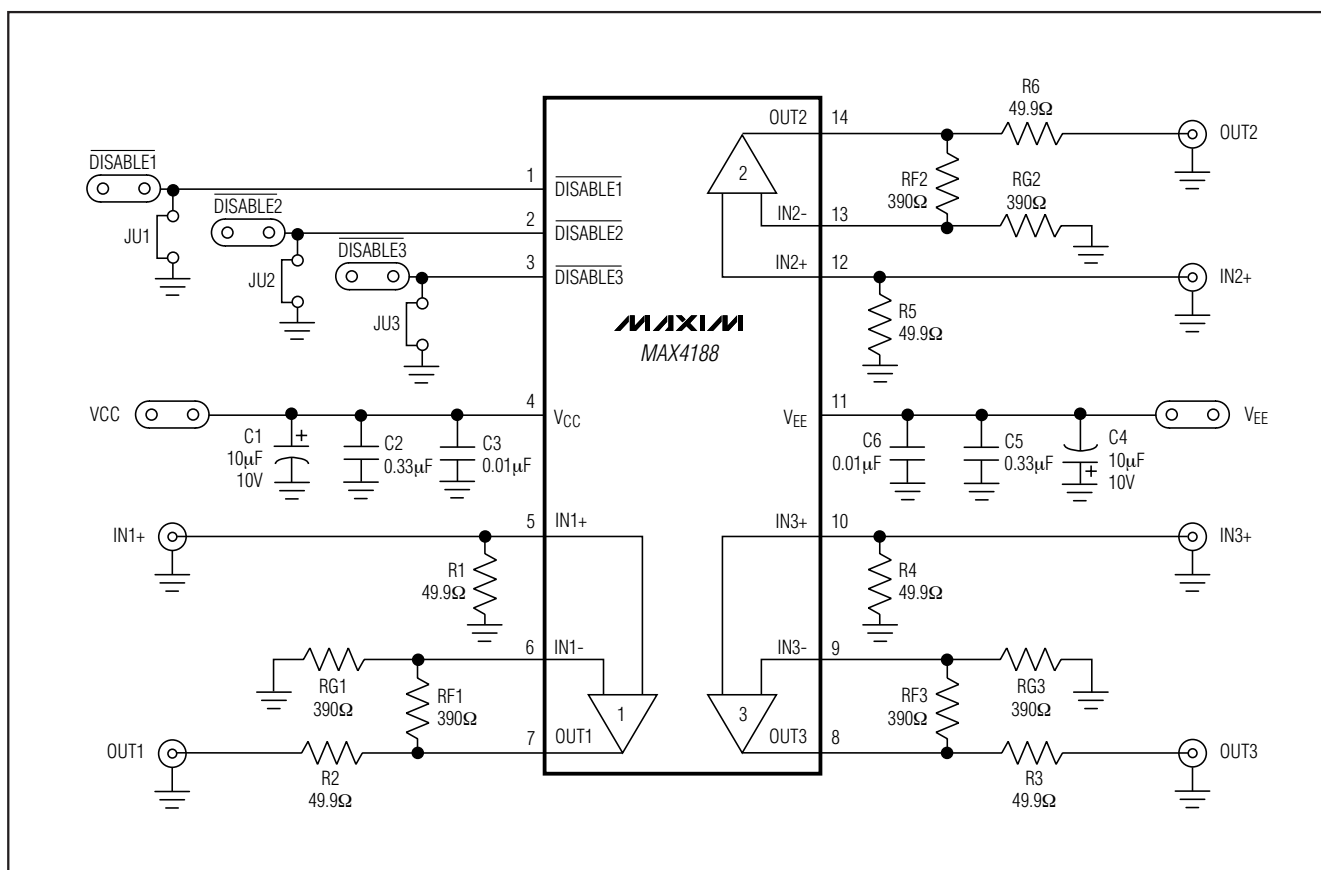 R6
49.9Ω
OUT2 14
OUT2
DISABLE1
2
RF2
390Ω
RG2
390Ω
1
DISABLE1
DISABLE2
IN2- 13
JU1
2
DISABLE2
DISABLE3
IN2+ 12
IN2+
3
DISABLE3
JU2
JU3
MAXIM
MAX4188
R5
49.9Ω
VCC
4
VCC
VEE
11
VEE
C1
10µF
10V
+
C2
0.33µF
C3
0.01µF
C6
0.01µF
C5
0.33µF
C4
10µF
10V
+
IN1+
5 IN1+
IN3+ 10
IN3+
R1
49.9Ω
R4
49.9Ω
6 IN1-
IN3- 9
RG1
390Ω
RF1
390Ω
1
3
RF3
390Ω
RG3
390Ω
OUT1
7 OUT1
OUT3 8
OUT3
R2
49.9Ω
R3
49.9Ω